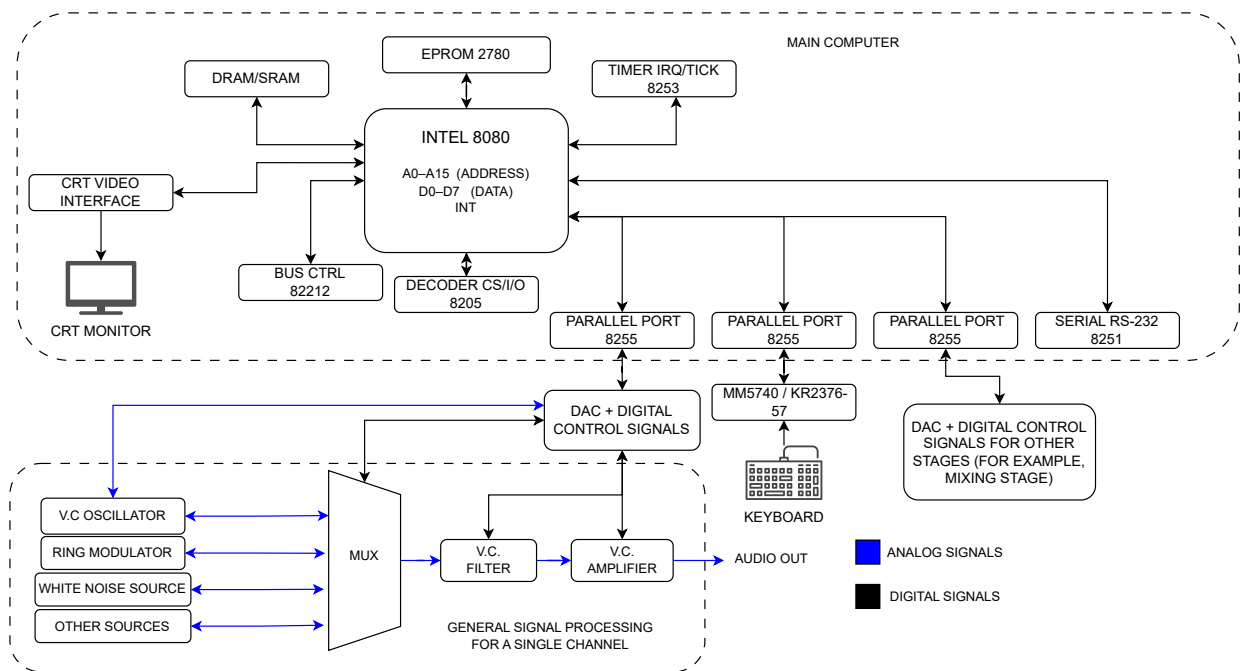 MAIN COMPUTER
EPROM 2780
DRAM/SRAM
TIMER IRQ/TICK
8253
INTEL 8080
A0–A15 (ADDRESS)
D0–D7 (DATA)
INT
CRT VIDEO
INTERFACE
BUS CTRL
82212
DECODER CS/I/O
8205
CRT MONITOR
PARALLEL PORT
8255
PARALLEL PORT
8255
PARALLEL PORT
8255
SERIAL RS-232
8251
DAC + DIGITAL
CONTROL SIGNALS
MM5740 / KR2376-
57
DAC + DIGITAL CONTROL
SIGNALS FOR OTHER
STAGES (FOR EXAMPLE,
MIXING STAGE)
KEYBOARD
V.C OSCILLATOR
RING MODULATOR
WHITE NOISE SOURCE
OTHER SOURCES
MUX
V.C.
FILTER
V.C.
AMPLIFIER
AUDIO OUT
ANALOG SIGNALS
DIGITAL SIGNALS
GENERAL SIGNAL PROCESSING
FOR A SINGLE CHANNEL